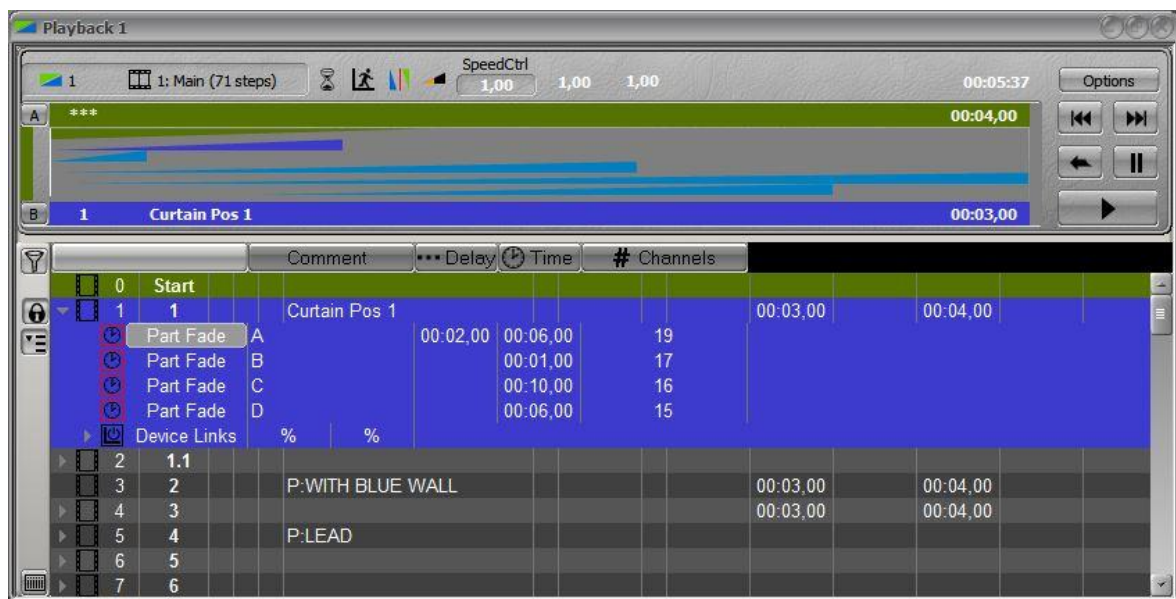 Playback 1
SpeedCtrl
1 1: Main (71 steps) 1,00 1,00 1,00 00:05:37 Options
A *** 00:04,00
B 1 Curtain Pos 1 00:03,00
Comment ••• Delay Time # Channels
0 Start
1 1 Curtain Pos 1 00:03,00 00:04,00
Part Fade A 00:02,00 00:06,00 19
Part Fade B 00:01,00 17
Part Fade C 00:10,00 16
Part Fade D 00:06,00 15
Device Links % %
2 1.1
3 2 P:WITH BLUE WALL 00:03,00 00:04,00
4 3 00:03,00 00:04,00
5 4 P:LEAD
6 5
7 6